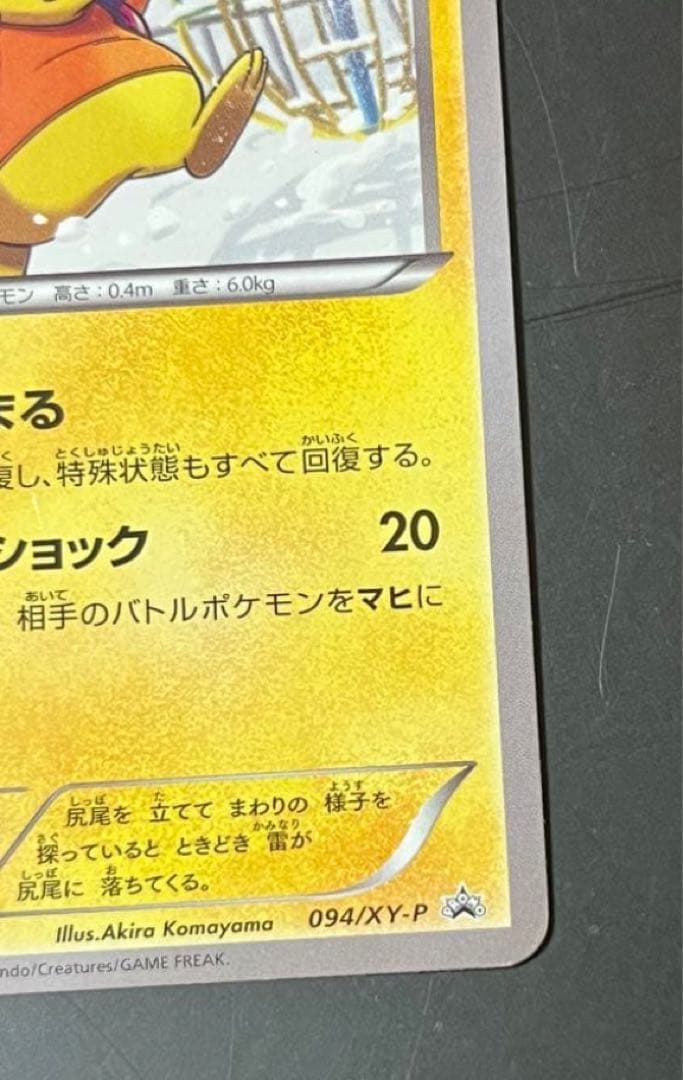 モン 高さ:0.4m 重さ:6.0kg
まる
復し、特殊状態もすべて回復する。
ショック 20
相手のバトルポケモンをマヒに
尻尾を 立てて まわりの 様子を
探っていると ときどき 雷が
尻尾に 落ちてくる。
Illus.Akira Komayama 094/XY-P
ndo/Creatures/GAME FREAK.